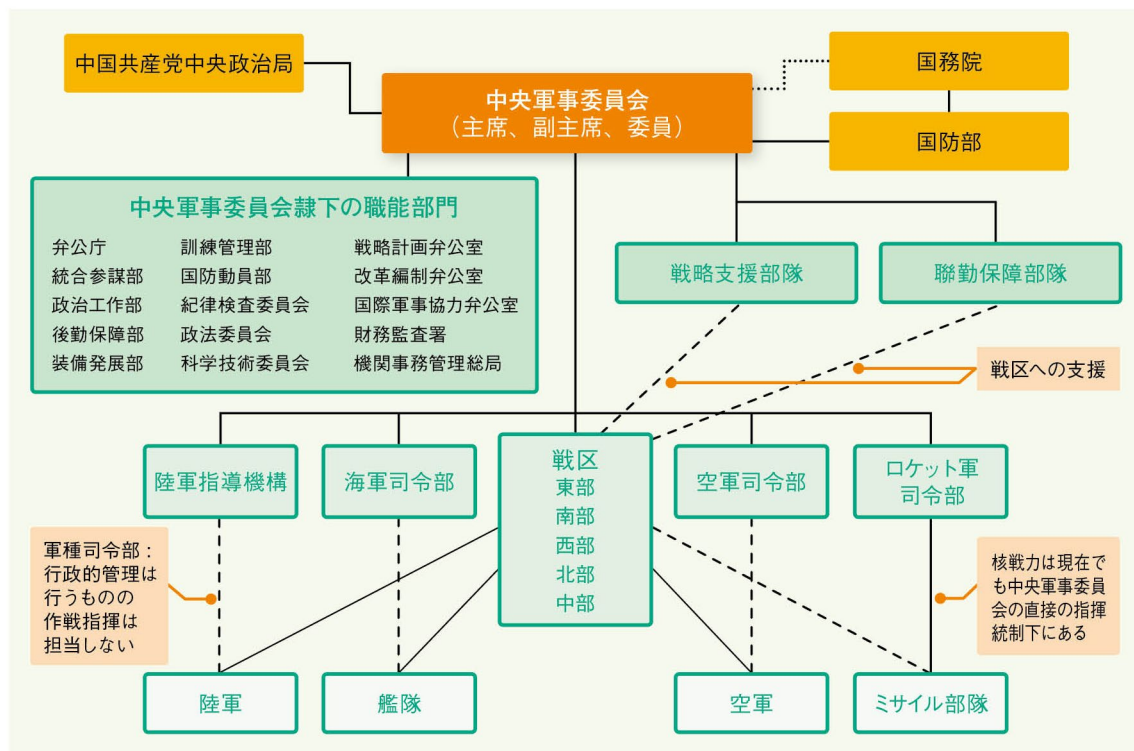 中国共産党中央政治局
中央軍事委員会
（主席、副主席、委員）
国務院
国防部
中央軍事委員会隷下の職能部門
弁公庁
統合参謀部
政治工作部
後勤保障部
装備発展部
訓練管理部
国防動員部
紀律検査委員会
政法委員会
科学技術委員会
戦略計画弁公室
改革編制弁公室
国際軍事協力弁公室
財務監査署
機関事務管理総局
戦略支援部隊
聯勤保障部隊
戦区への支援
陸軍指導機構
海軍司令部
戦区
東部
南部
西部
北部
中部
空軍司令部
ロケット軍
司令部
軍種司令部：
行政的管理は
行うものの
作戦指揮は
担当しない
核戦力は現在で
も中央軍事委員
会の直接の指揮
統制下にある
陸軍
艦隊
空軍
ミサイル部隊